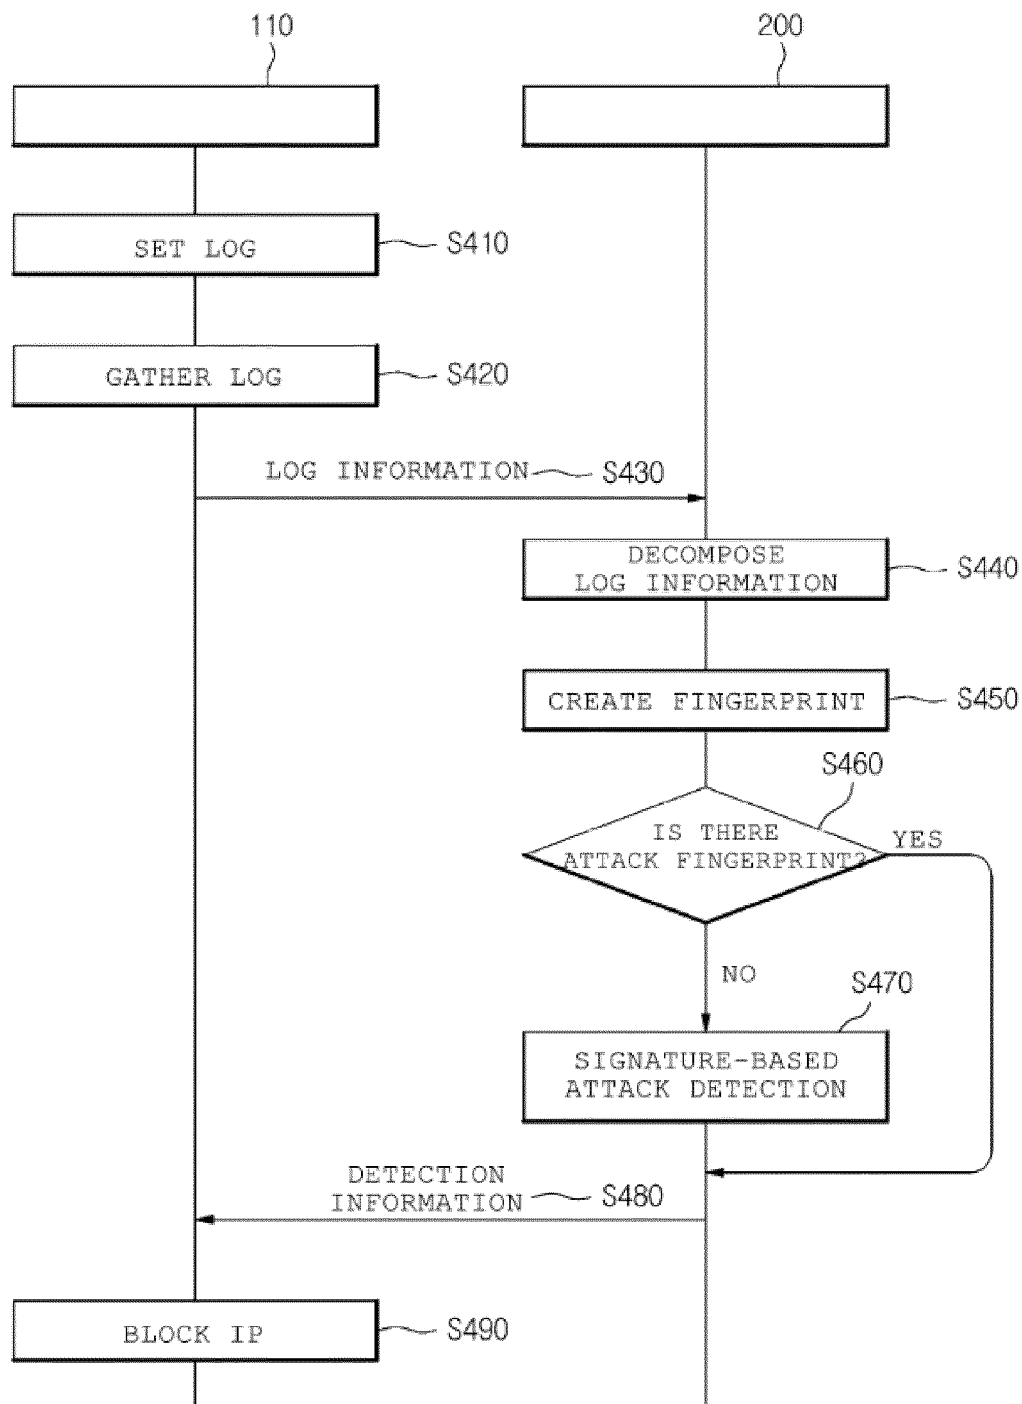 110
200
SET LOG
S410
GATHER LOG
S420
LOG INFORMATION
S430
DECOMPOSE
LOG INFORMATION
S440
CREATE FINGERPRINT
S450
S460
IS THERE
ATTACK FINGERPRINT?
YES
NO
S470
SIGNATURE-BASED
ATTACK DETECTION
DETECTION
INFORMATION
S480
BLOCK IP
S490